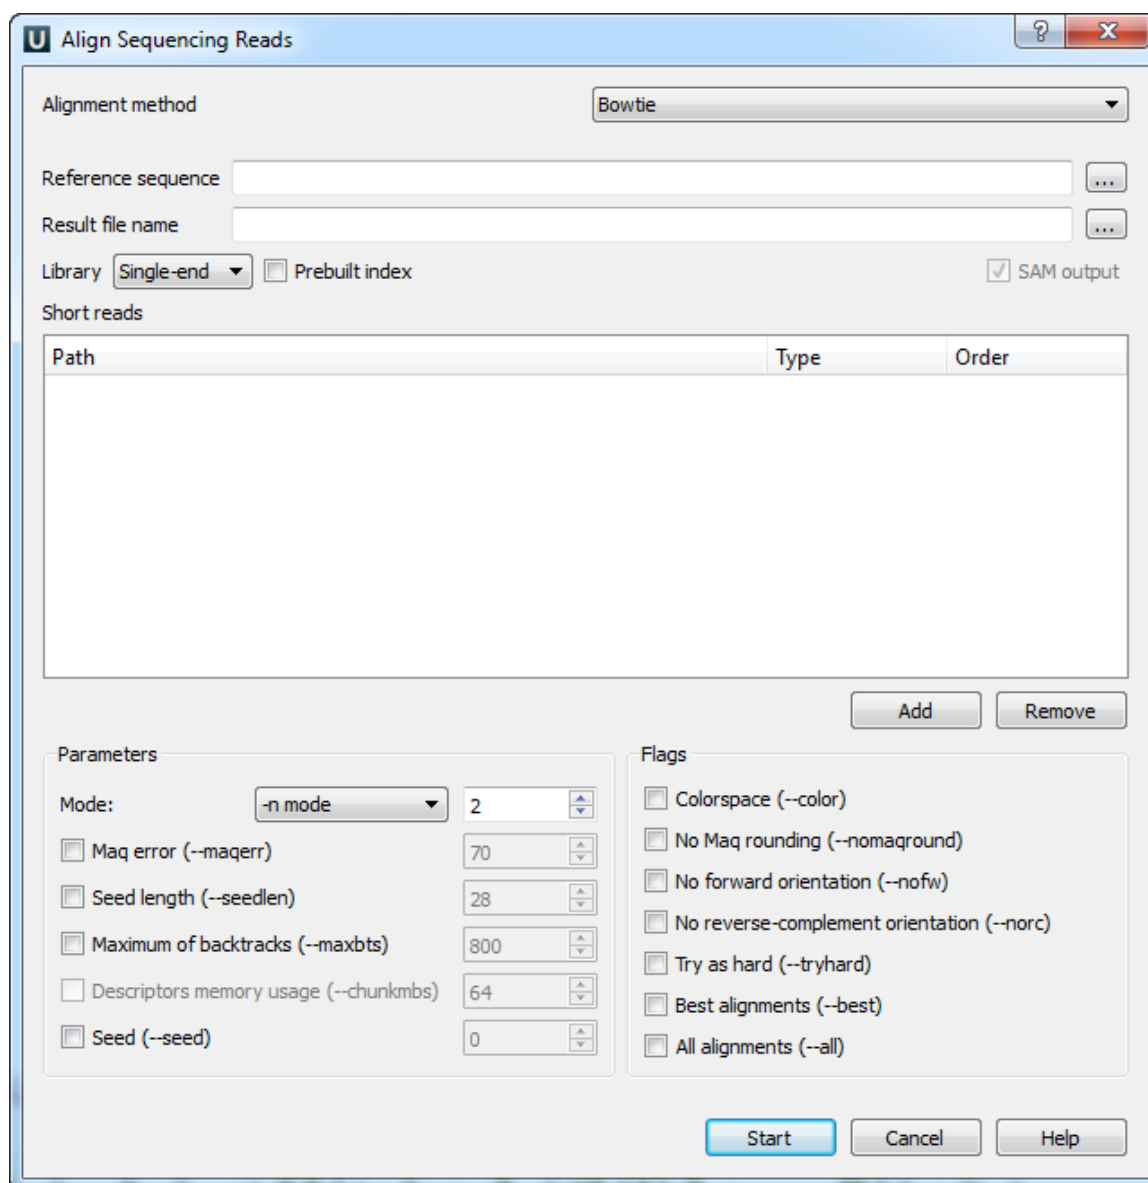 U Align Sequencing Reads ? X
Alignment method Bowtie
Reference sequence ...
Result file name ...
Library Single-end Prebuilt index SAM output
Short reads
Path Type Order
Add Remove
Parameters
Mode: -n mode 2
Maq error (--maqerr) 70
Seed length (--seedlen) 28
Maximum of backtracks (--maxbts) 800
Descriptors memory usage (--chunkmbs) 64
Seed (--seed) 0
Flags
Colorspace (--color)
No Maq rounding (--nomaqround)
No forward orientation (--nofw)
No reverse-complement orientation (--norc)
Try as hard (--tryhard)
Best alignments (--best)
All alignments (--all)
Start Cancel Help